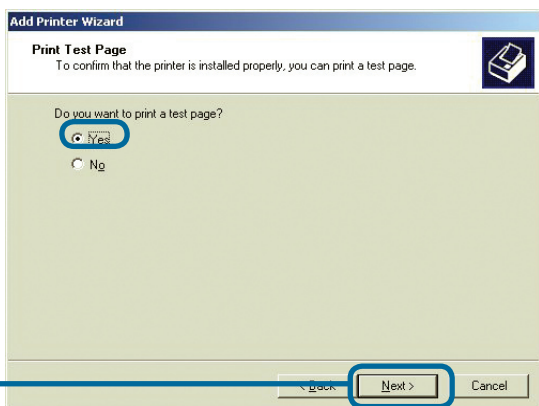 Add Printer Wizard
Print Test Page
To confirm that the printer is installed properly, you can print a test page.
Do you want to print a test page?
Yes
No
< Back Next > Cancel